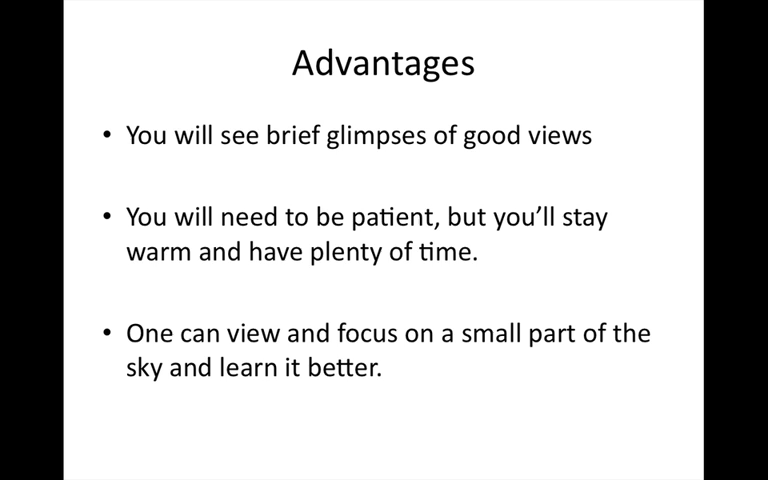 Advantages
• You will see brief glimpses of good views
• You will need to be patient, but you’ll stay
warm and have plenty of time.
• One can view and focus on a small part of the
sky and learn it better.